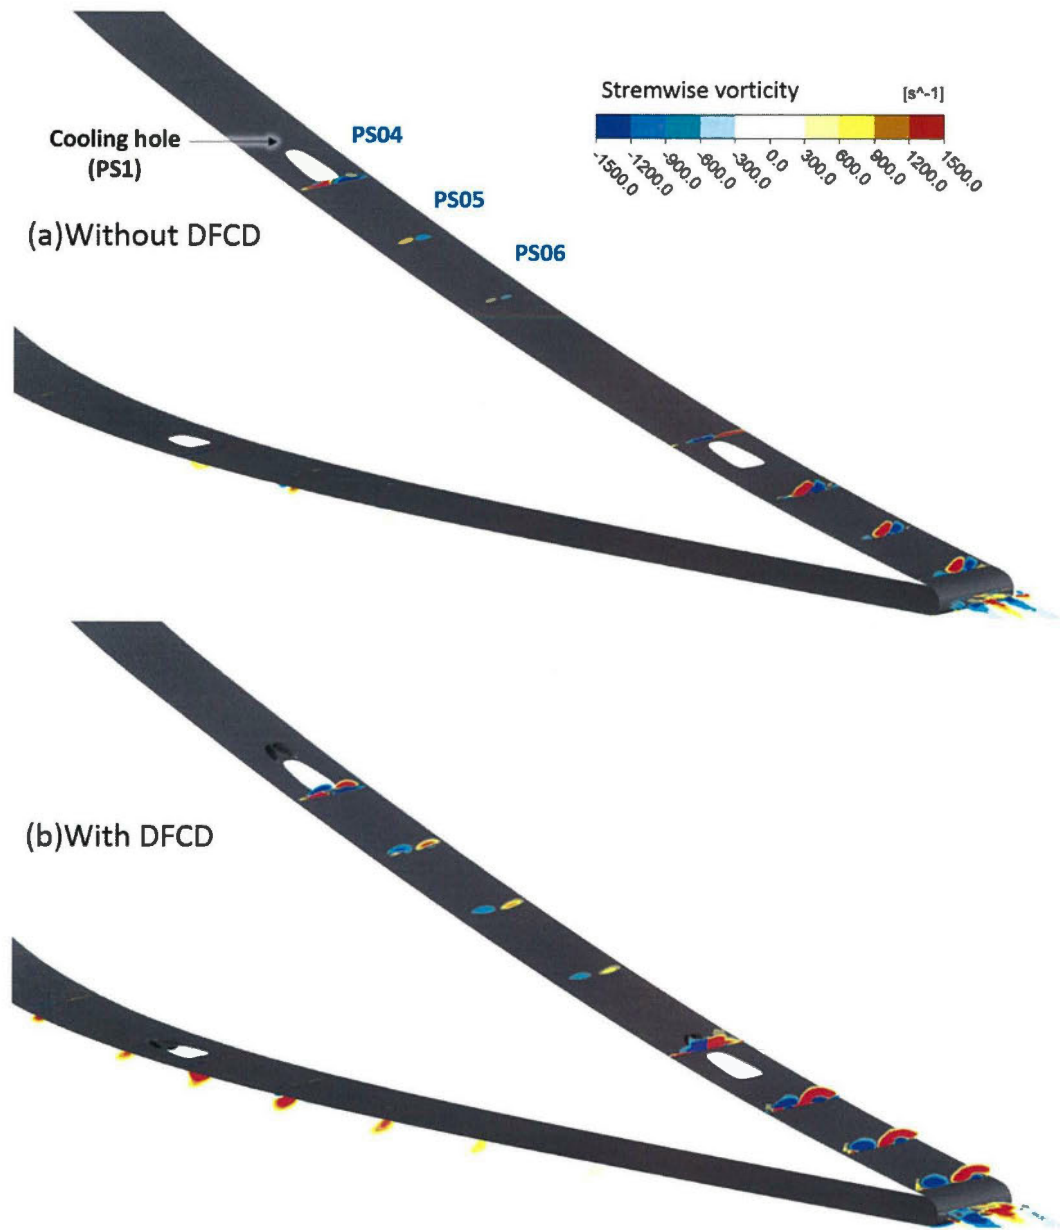 Stremwise vorticity [s^-1]
-1500.0 -1200.0 -900.0 -600.0 -300.0 0.0 300.0 600.0 900.0 1200.0 1500.0
Cooling hole
(PS1)
PS04
PS05
(a)Without DFCD
PS06
(b)With DFCD